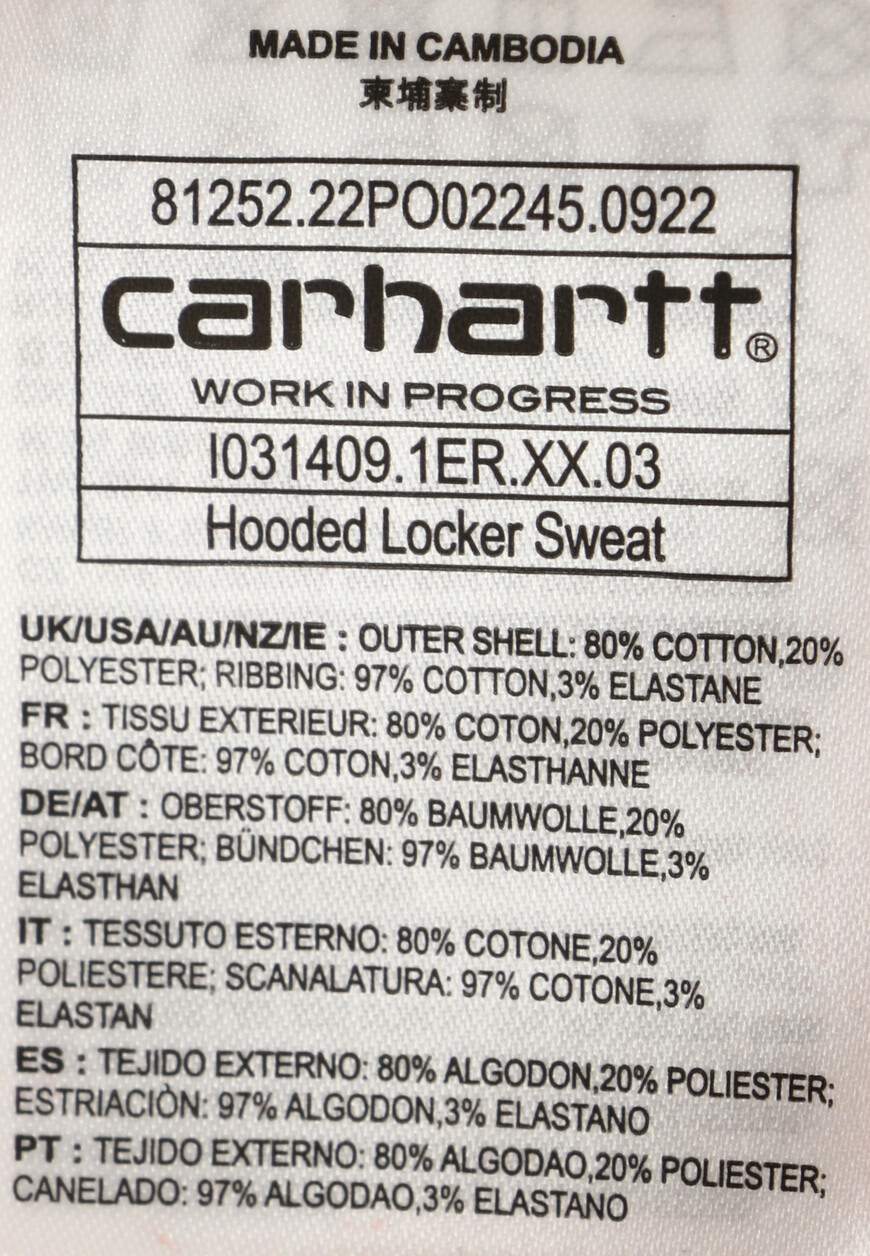 MADE IN CAMBODIA
柬埔寨制
81252.22PO02245.0922
carhartt®
WORK IN PROGRESS
I031409.1ER.XX.03
Hooded Locker Sweat
UK/USA/AU/NZ/IE : OUTER SHELL: 80% COTTON,20%
POLYESTER; RIBBING: 97% COTTON,3% ELASTANE
FR : TISSU EXTERIEUR: 80% COTON,20% POLYESTER;
BORD CÔTE: 97% COTON,3% ELASTHANNE
DE/AT : OBERSTOFF: 80% BAUMWOLLE,20%
POLYESTER; BÜNDCHEN: 97% BAUMWOLLE,3%
ELASTHAN
IT : TESSUTO ESTERNO: 80% COTONE,20%
POLIESTERE; SCANALATURA: 97% COTONE,3%
ELASTAN
ES : TEJIDO EXTERNO: 80% ALGODON,20% POLIESTER;
ESTRIACIÒN: 97% ALGODON,3% ELASTANO
PT : TEJIDO EXTERNO: 80% ALGODAO,20% POLIESTER;
CANELADO: 97% ALGODAO,3% ELASTANO